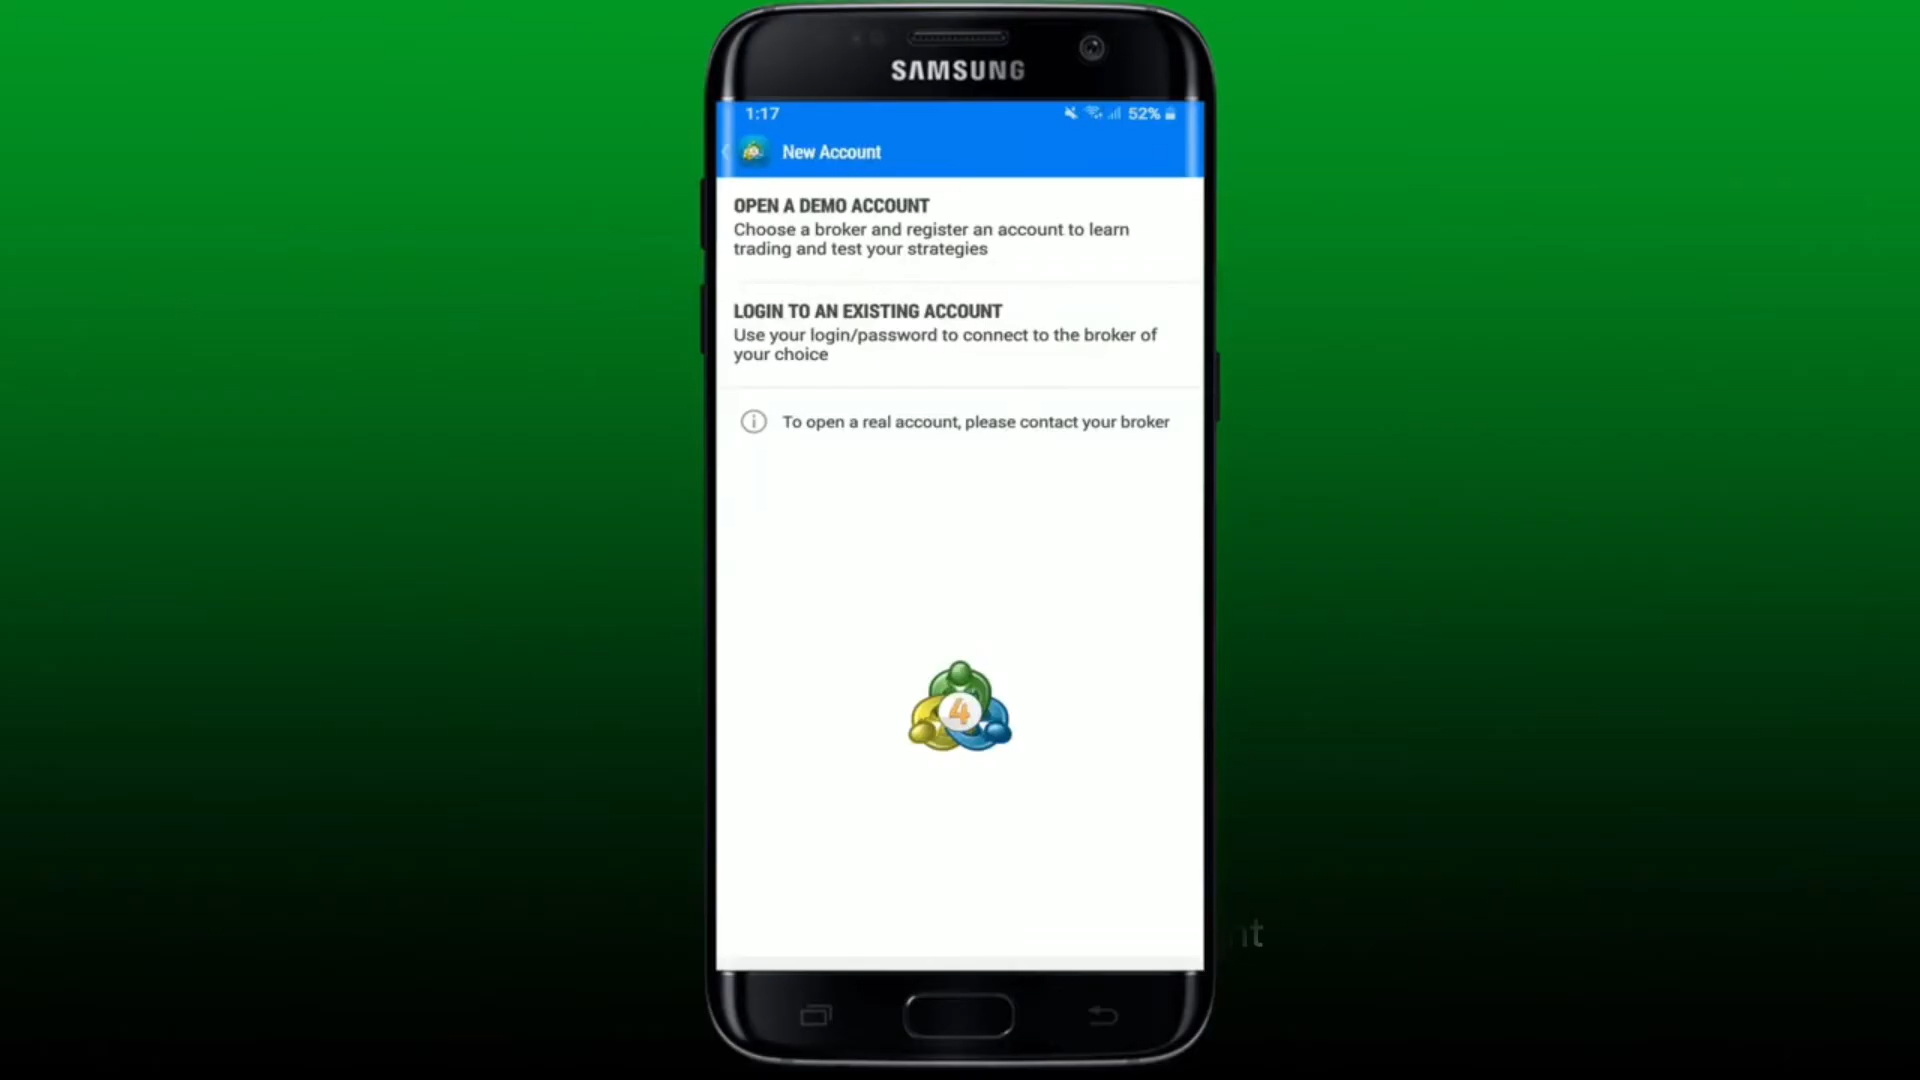 SAMSUNG
1:17
52%
New Account
OPEN A DEMO ACCOUNT
Choose a broker and register an account to learn
trading and test your strategies
LOGIN TO AN EXISTING ACCOUNT
Use your login/password to connect to the broker of
your choice
To open a real account, please contact your broker
4